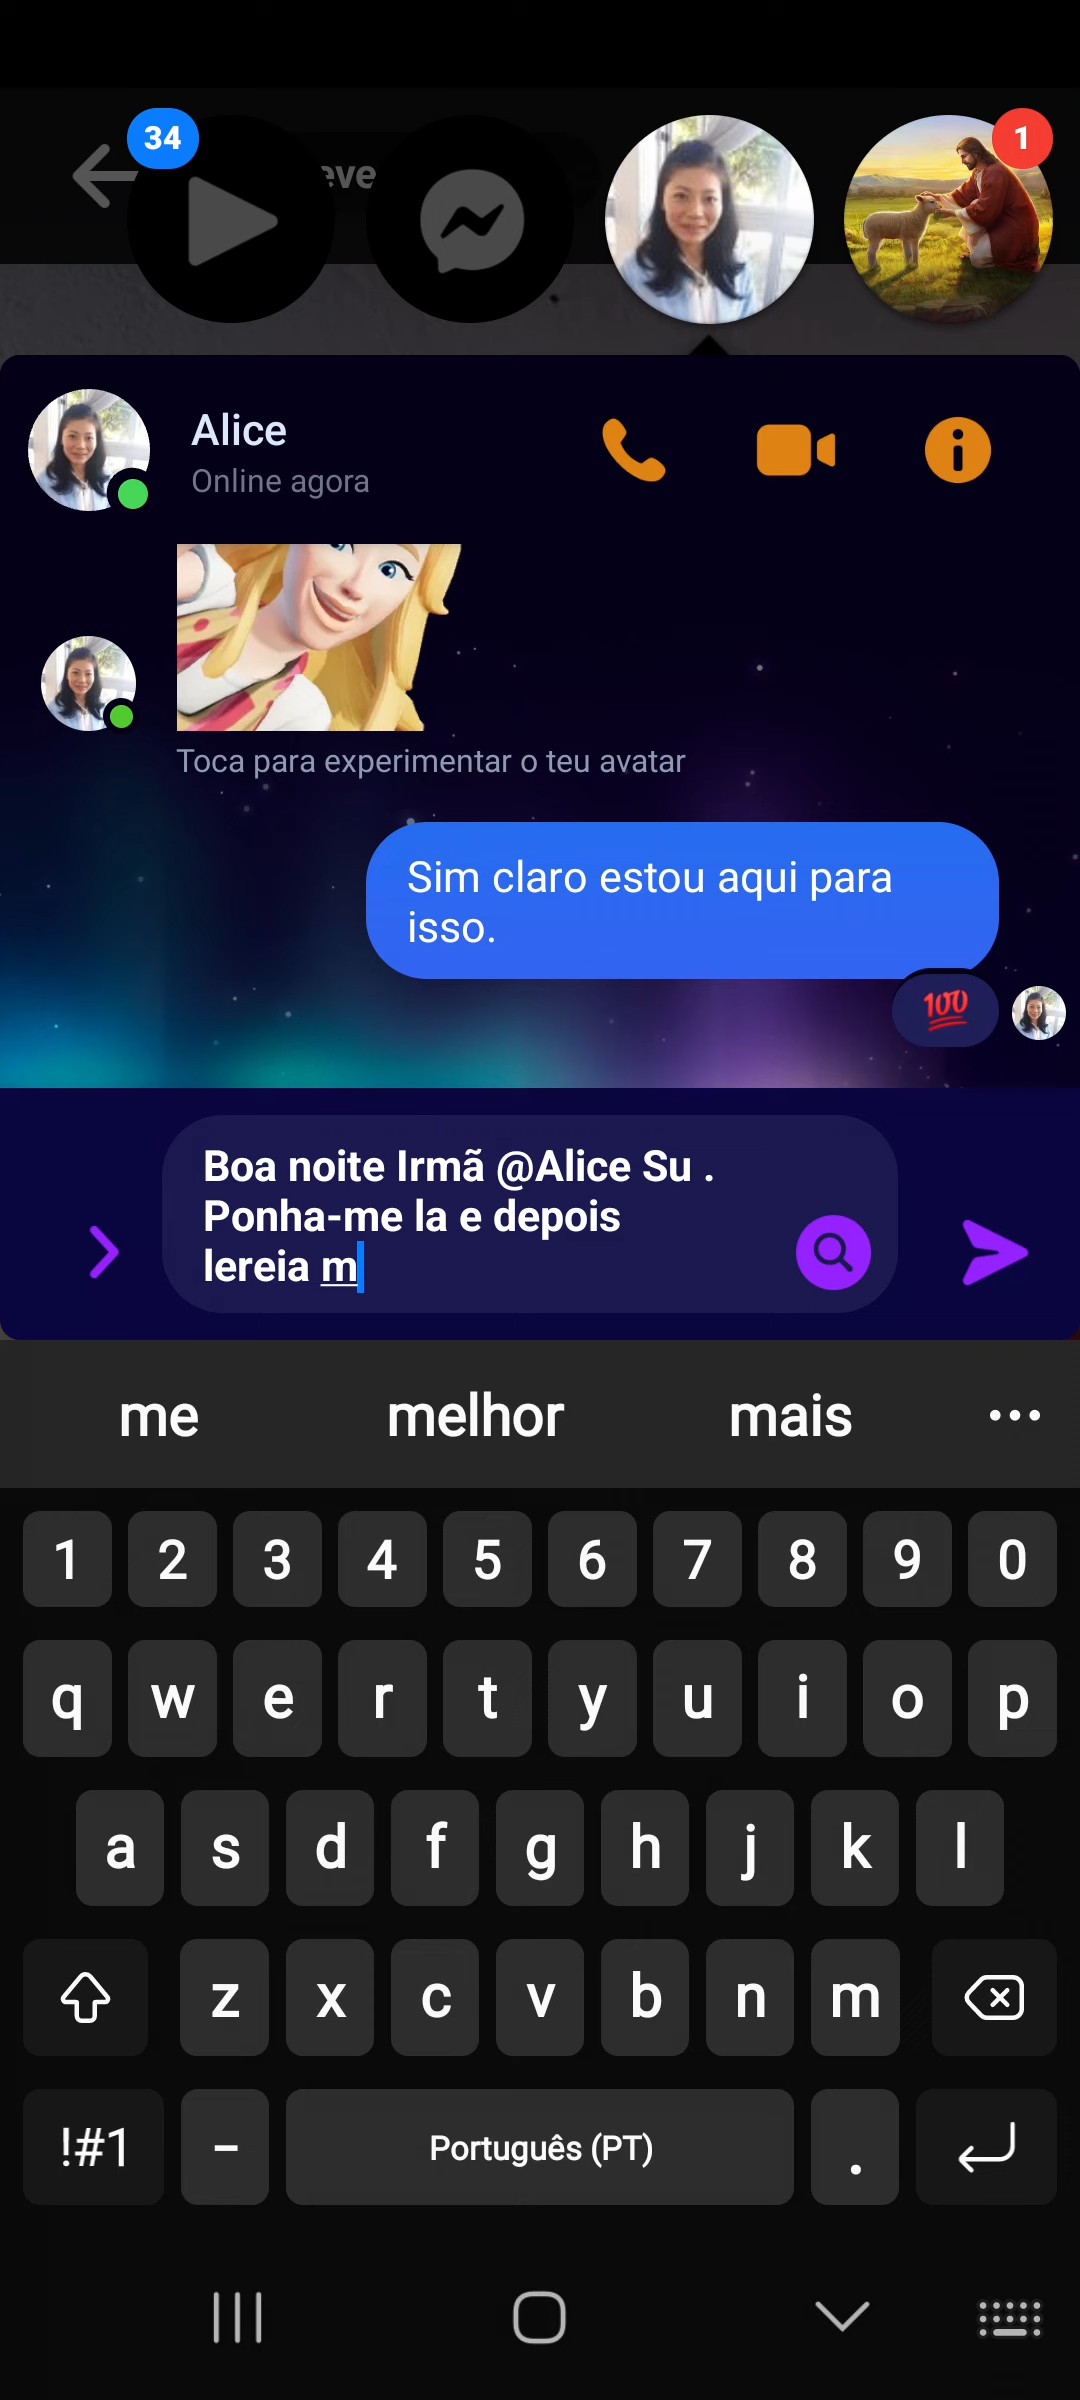 34
eve
1
Alice
Online agora
Toca para experimentar o teu avatar
Sim claro estou aqui para
isso.
100
Boa noite Irmã @Alice Su .
Ponha-me la e depois
lereia m
me melhor mais ...
1 2 3 4 5 6 7 8 9 0
q w e r t y u i o p
a s d f g h j k l
z x c v b n m
!#1 - Português (PT) .